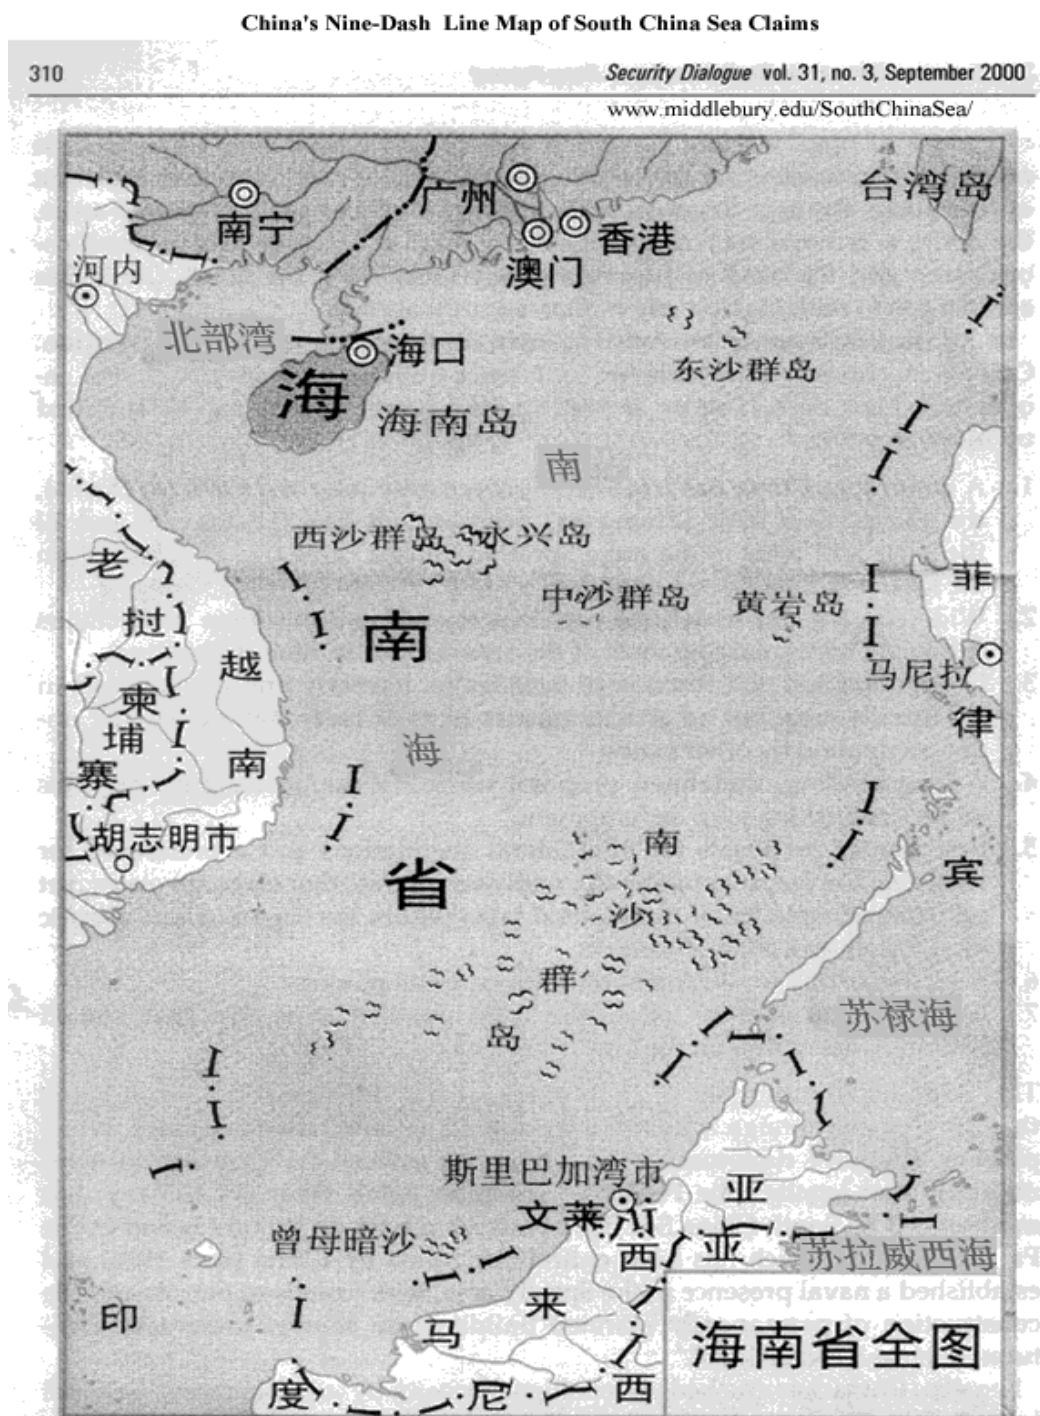 China's Nine-Dash Line Map of South China Sea Claims
310
Security Dialogue vol. 31, no. 3, September 2000
www.middlebury.edu/SouthChinaSea/
广州
台湾岛
南宁
香港
河内
澳门
北部湾
海口
东沙群岛
海
海南岛
南
西沙群岛
永兴岛
老
挝
中沙群岛
黄岩岛
菲
南
越
马尼拉
柬
埔
寨
律
海
南
胡志明市
省
南
沙
群
岛
宾
苏禄海
斯里巴加湾市
文莱
亚
曾母暗沙
西
亚
苏拉威西海
印
来
马
海南省全图
度
尼
西